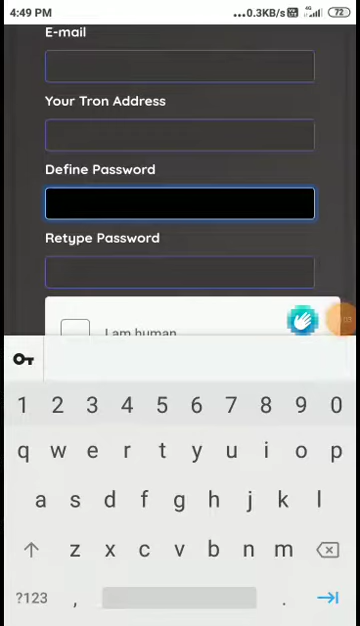 4:49 PM ...0.3KB/s 4G 72
E-mail
Your Tron Address
Define Password
Retype Password
I am human
1 2 3 4 5 6 7 8 9 0
q w e r t y u i o p
a s d f g h j k l
z x c v b n m
?123 , .